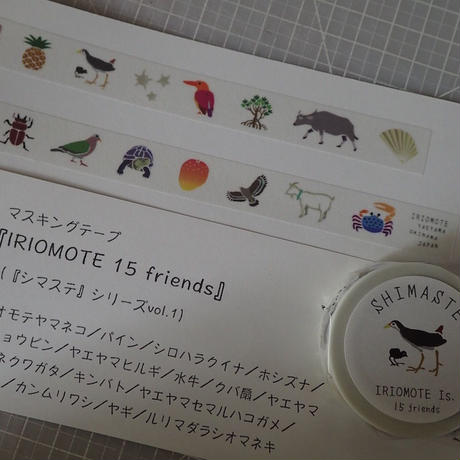 IRIOMOTE
YAEYAMA
OKINAWA
JAPAN
マスキングテープ
『IRIOMOTE 15 friends』
(『シマステ』シリーズvol.1)
オモテヤマネコ/パイン/シロハラクイナ/ホシズナ/
ョウビン/ヤエヤマヒルギ/水牛/クバ扇/ヤエヤマ
ネクワガタ/キンバト/ヤエヤマセマルハコガメ/
/カンムリワシ/ヤギ/ルリマダラシオマネキ
SHIMASTE
IRIOMOTE Is.
15 friends